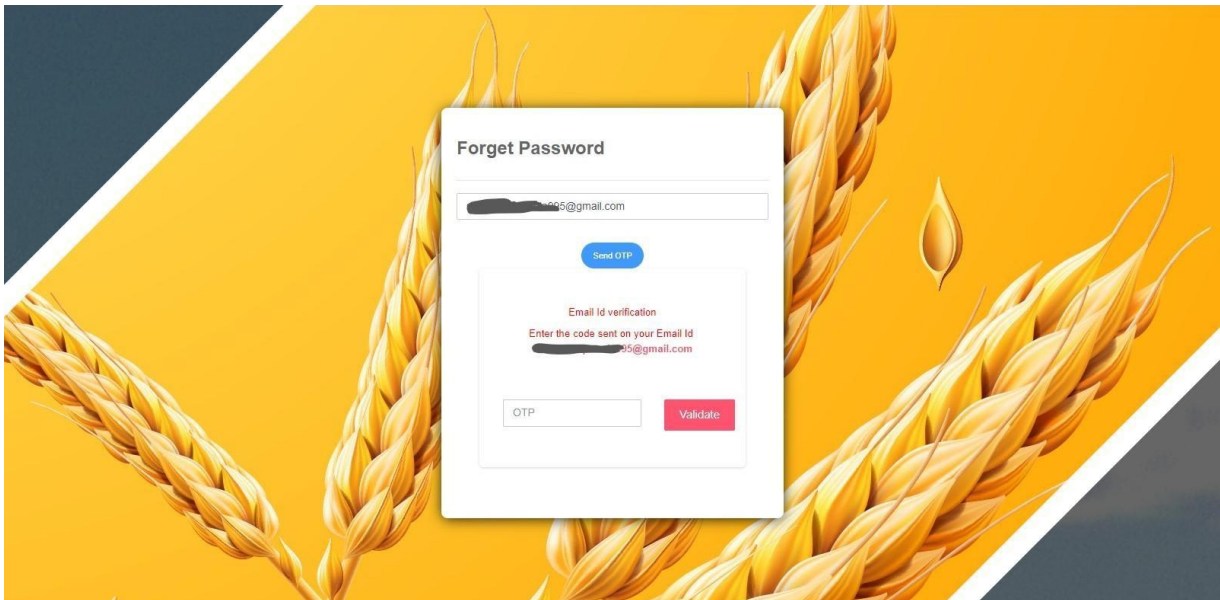 Forget Password
95@gmail.com
Send OTP
Email Id verification
Enter the code sent on your Email Id
95@gmail.com
OTP
Validate